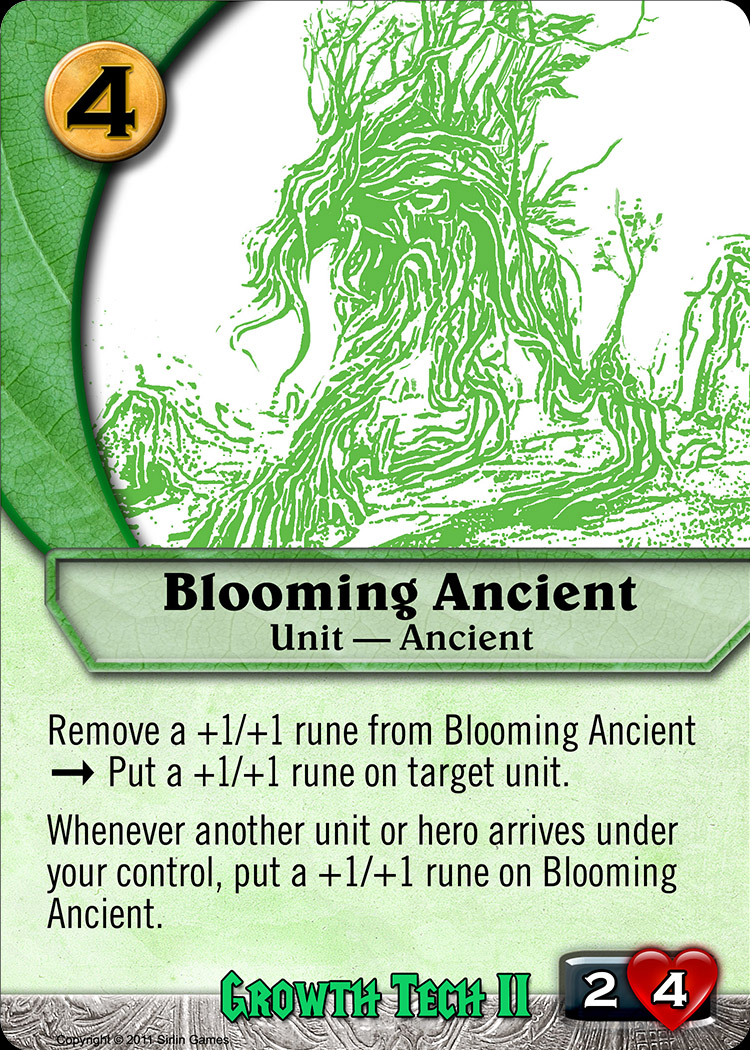 4
Blooming Ancient
Unit — Ancient
Remove a +1/+1 rune from Blooming Ancient
→ Put a +1/+1 rune on target unit.
Whenever another unit or hero arrives under
your control, put a +1/+1 rune on Blooming
Ancient.
Growth Tech II
2 4
Copyright © 2011 Sirlin Games